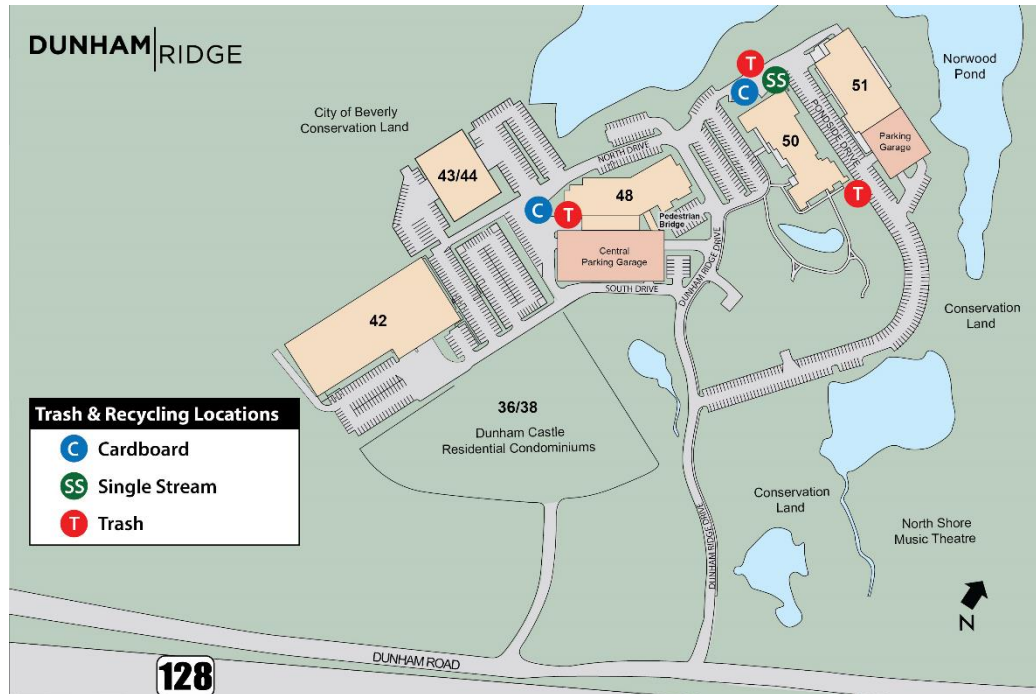 DUNHAM RIDGE
City of Beverly
Conservation Land
Norwood
Pond
T
C
SS
51
Parking
Garage
50
PONDSIDE DRIVE
T
43/44
NORTH DRIVE
48
C
T
Pedestrian
Bridge
Central
Parking Garage
SOUTH DRIVE
DUNHAM RIDGE DRIVE
42
Conservation
Land
36/38
Dunham Castle
Residential Condominiums
Trash & Recycling Locations
C Cardboard
SS Single Stream
T Trash
Conservation
Land
North Shore
Music Theatre
DUNHAM RIDGE DRIVE
N
DUNHAM ROAD
128